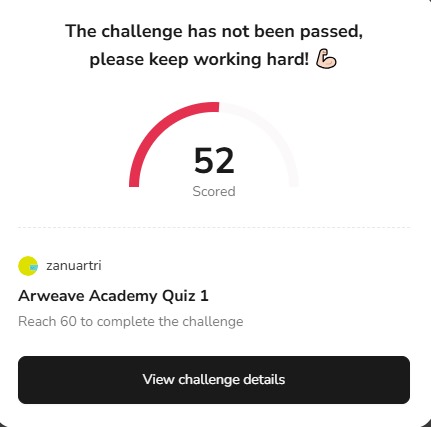 The challenge has not been passed,
please keep working hard! 💪🏻
52
Scored
zanuartri
Arweave Academy Quiz 1
Reach 60 to complete the challenge
View challenge details